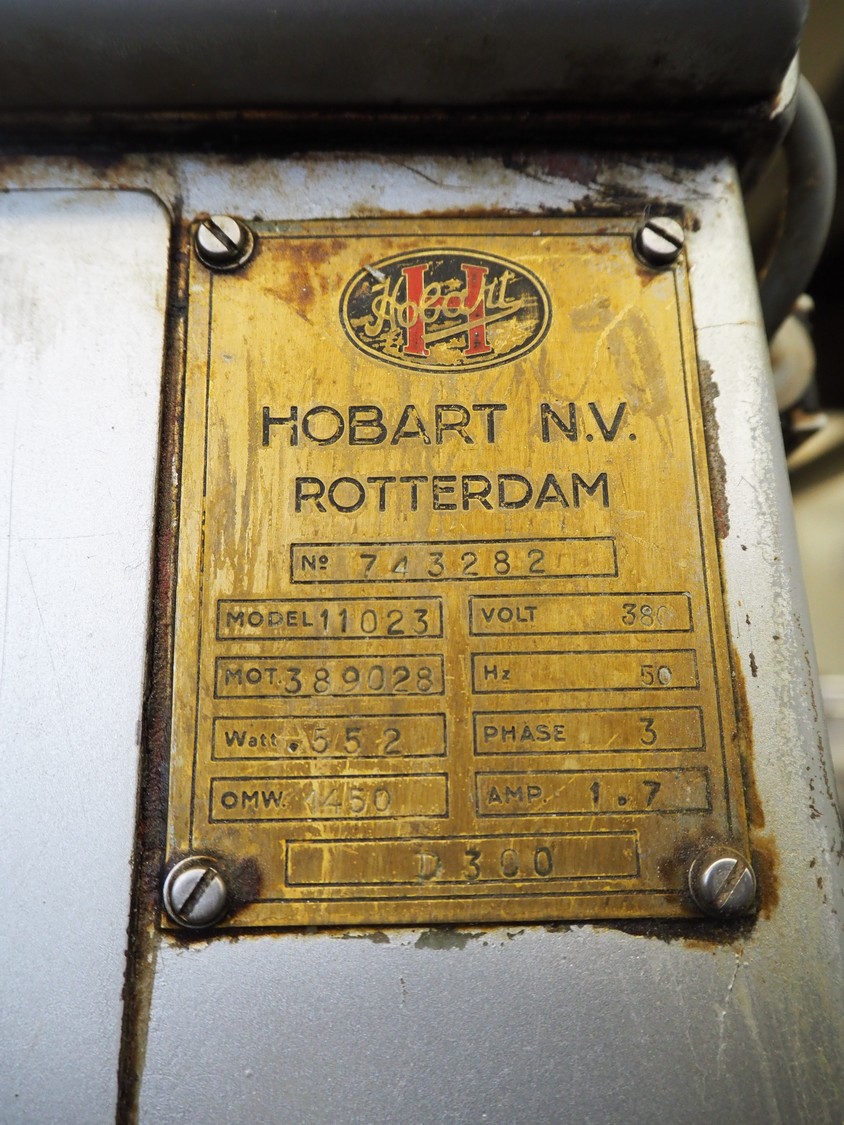 Hobart
H
HOBART N.V.
ROTTERDAM
Nº 743282
MODEL 11023 VOLT 380
MOT. 389028 Hz 50
Watt .552 PHASE 3
OMW. 1450 AMP. 1.7
D300